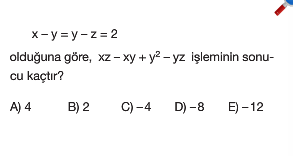 x – y = y – z = 2
olduğuna göre, xz – xy + y² – yz işleminin sonu-
cu kaçtır?
A) 4 B) 2 C) – 4 D) – 8 E) – 12